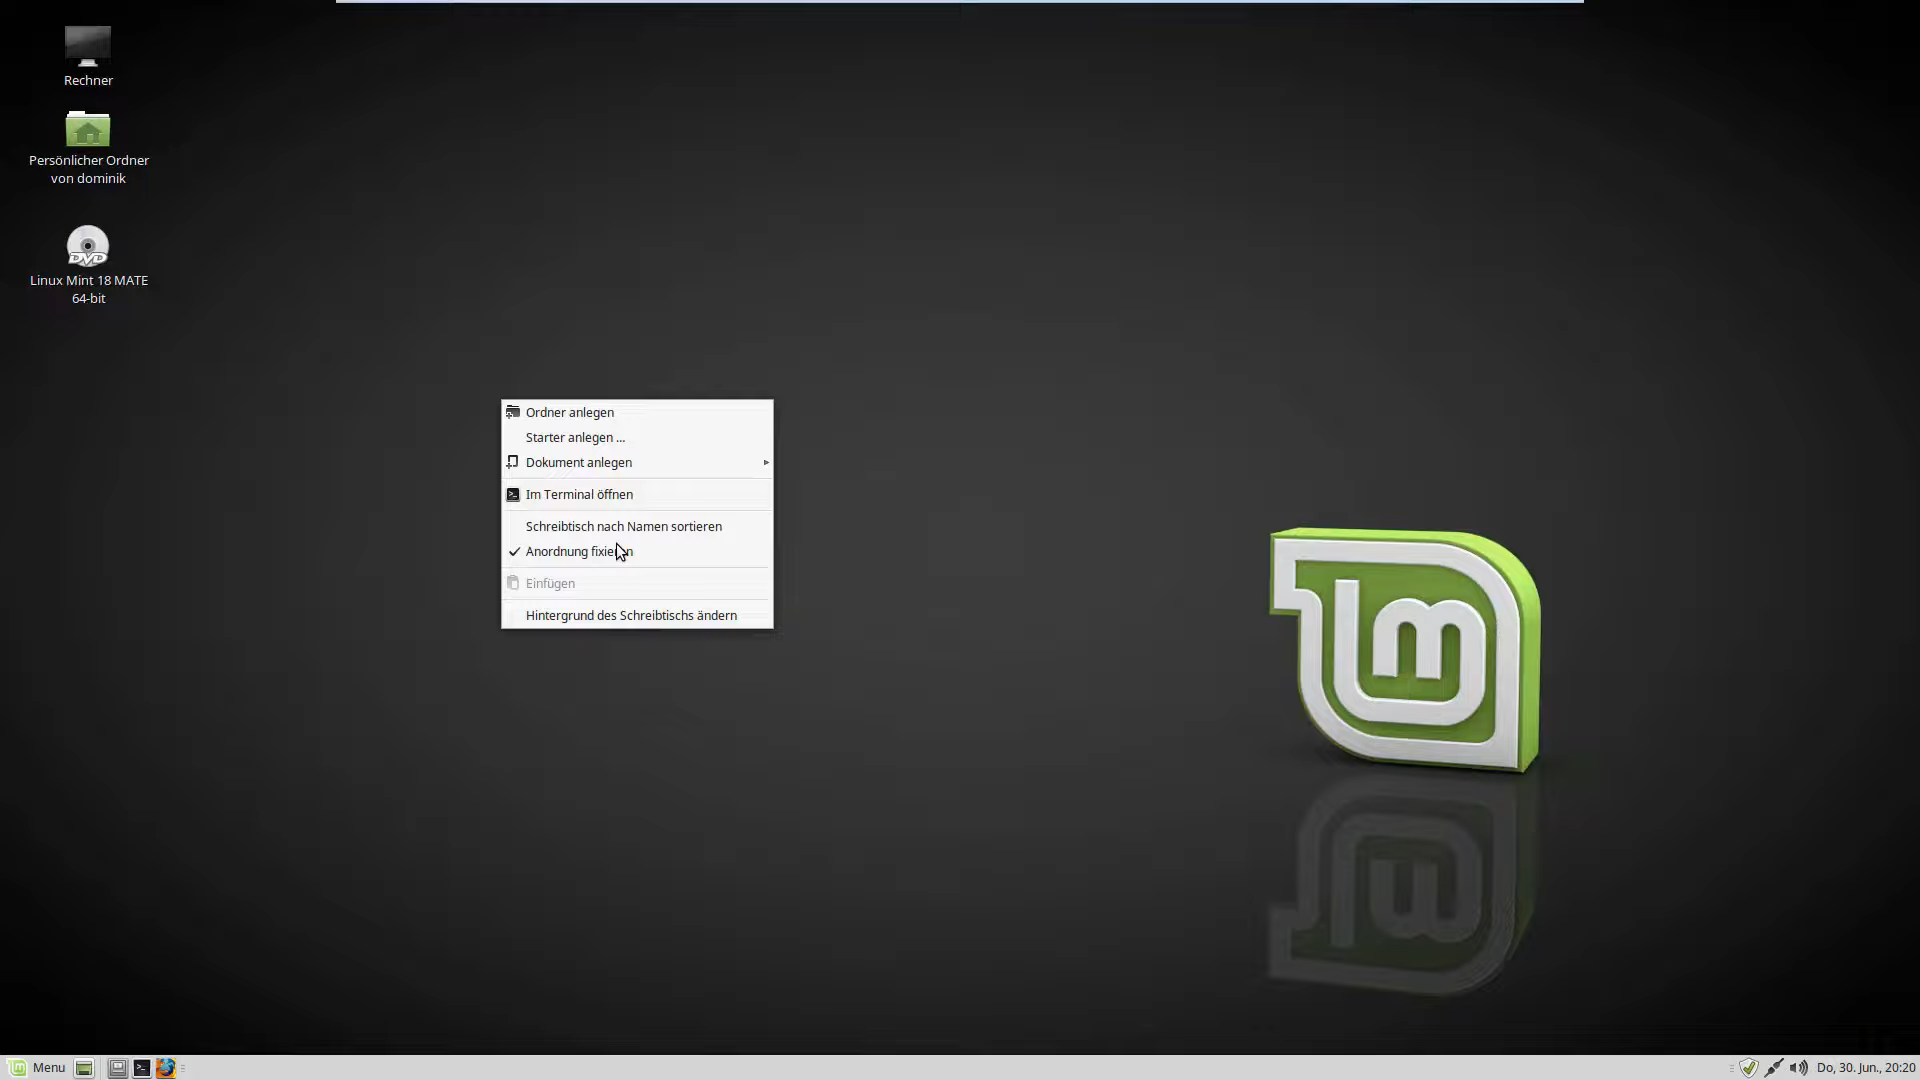 Rechner
Persönlicher Ordner
von dominik
DVD
Linux Mint 18 MATE
64-bit
Ordner anlegen
Starter anlegen ...
Dokument anlegen
Im Terminal öffnen
Schreibtisch nach Namen sortieren
Anordnung fixieren
Einfügen
Hintergrund des Schreibtischs ändern
Menu
Do, 30. Jun., 20:20